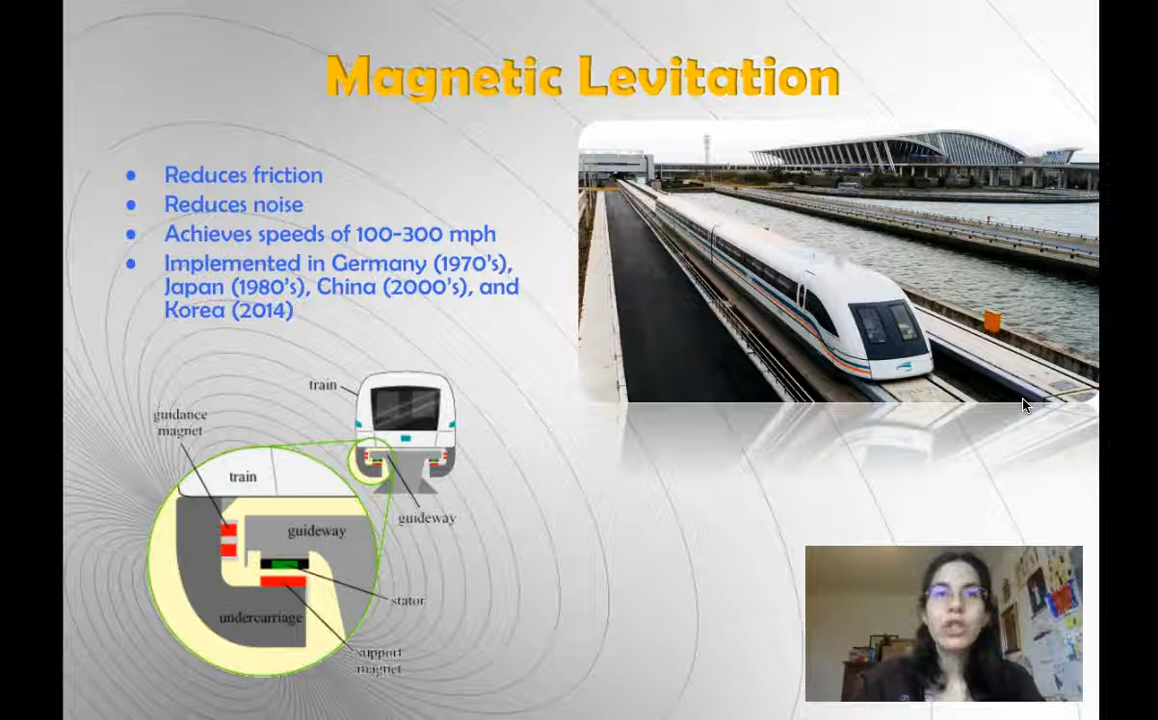 Magnetic Levitation
• Reduces friction
• Reduces noise
• Achieves speeds of 100-300 mph
• Implemented in Germany (1970's),
Japan (1980's), China (2000's), and
Korea (2014)
train
guidance
magnet
train
guideway
guideway
stator
undercarriage
support
magnet